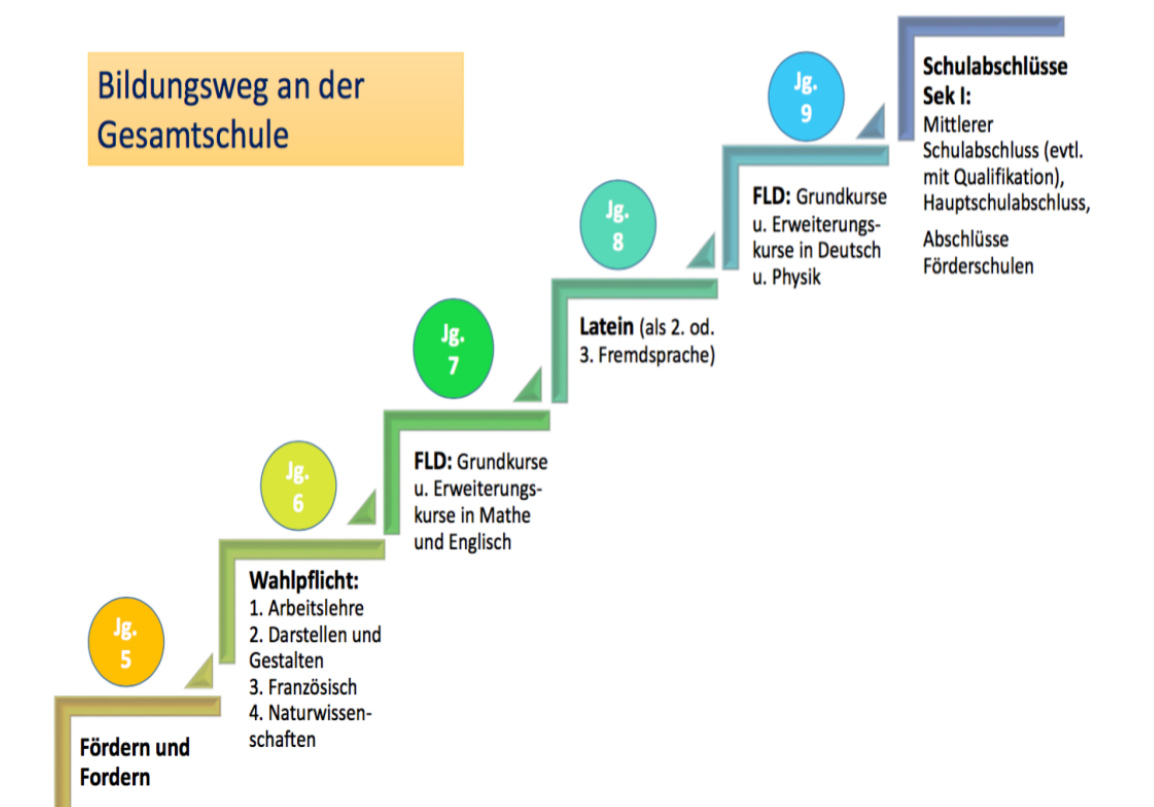 Bildungsweg an der
Gesamtschule
Jg.
5
Fördern und
Fordern
Jg.
6
Wahlpflicht:
1. Arbeitslehre
2. Darstellen und
Gestalten
3. Französisch
4. Naturwissen-
schaften
Jg.
7
FLD: Grundkurse
u. Erweiterungs-
kurse in Mathe
und Englisch
Jg.
8
Latein (als 2. od.
3. Fremdsprache)
Jg.
9
FLD: Grundkurse
u. Erweiterungs-
kurse in Deutsch
u. Physik
Schulabschlüsse
Sek I:
Mittlerer
Schulabschluss (evtl.
mit Qualifikation),
Hauptschulabschluss,
Abschlüsse
Förderschulen